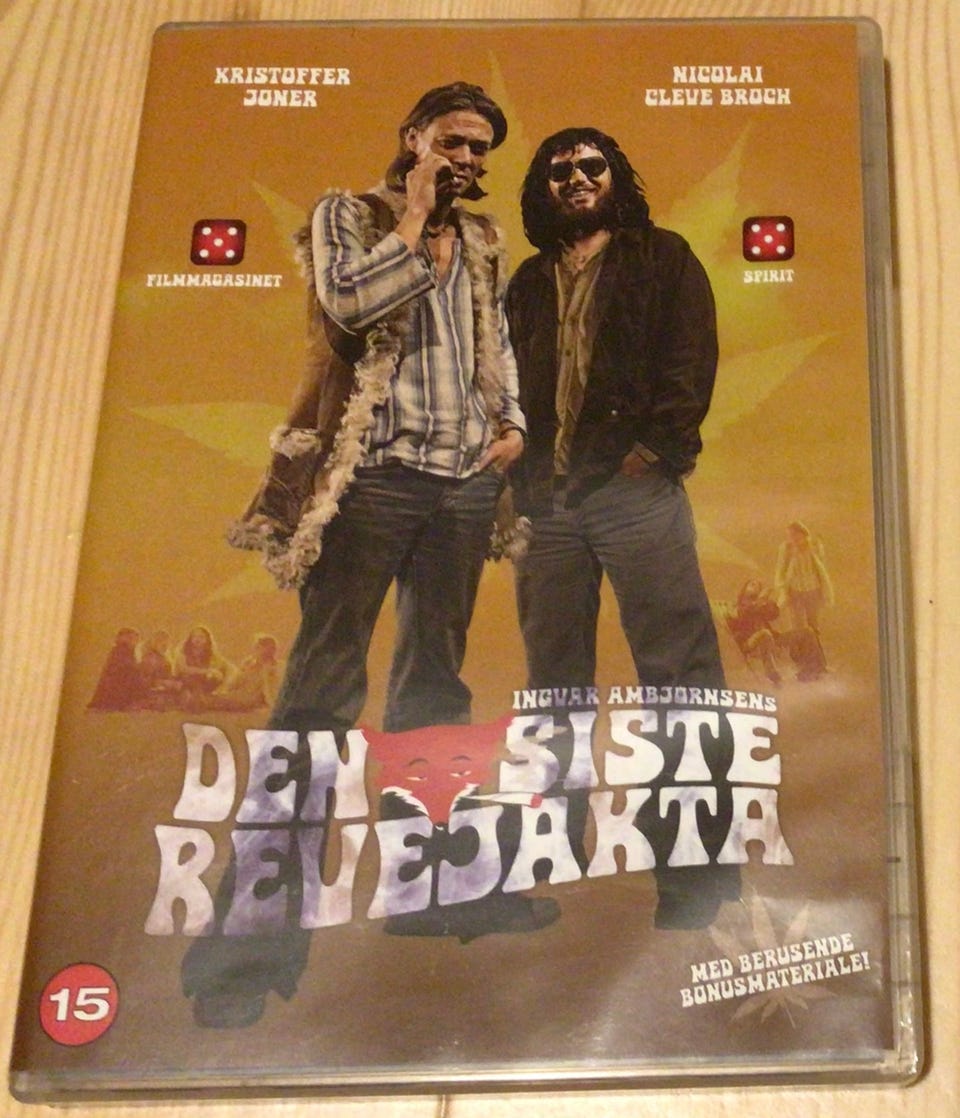 KRISTOFFER
JONER
NICOLAI
CLEVE BROCH
FILMMAGASINET
SPIRIT
INGVAR AMBJØRNSENS
DEN SISTE
REVEJAKTA
MED BERUSENDE
BONUSMATERIALE!
15